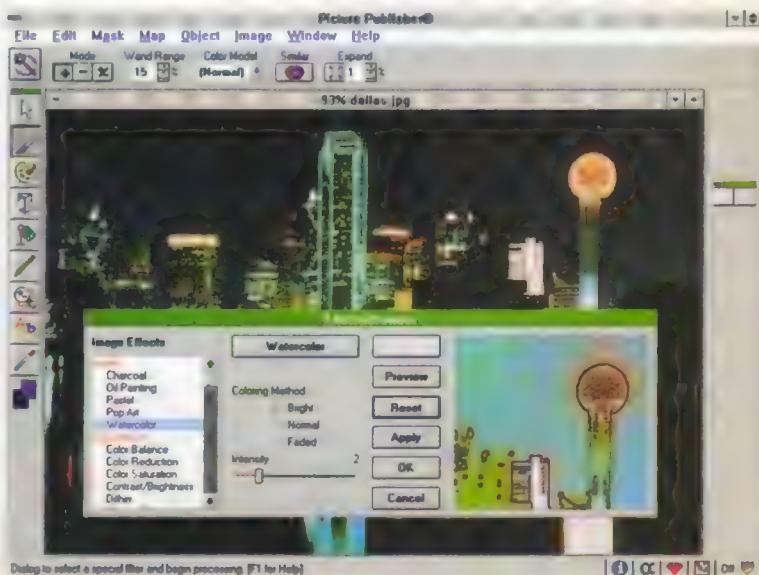 Picture Publisher®
File Edit Mask Map Object Image Window Help
Mode Wand Range Color Model Similar Expand
15 (Normal) 1
93% dallas.jpg
Image Effects
Watercolor
Charcoal
Oil Painting
Pastel
Pop Art
Watercolor
Color Balance
Color Reduction
Color Saturation
Contrast/Brightness
Dither
Coloring Method
Bright
Normal
Faded
Intensity 2
Preview
Reset
Apply
OK
Cancel
Dialog to select a special filter and begin processing. [F1 for Help]
Off